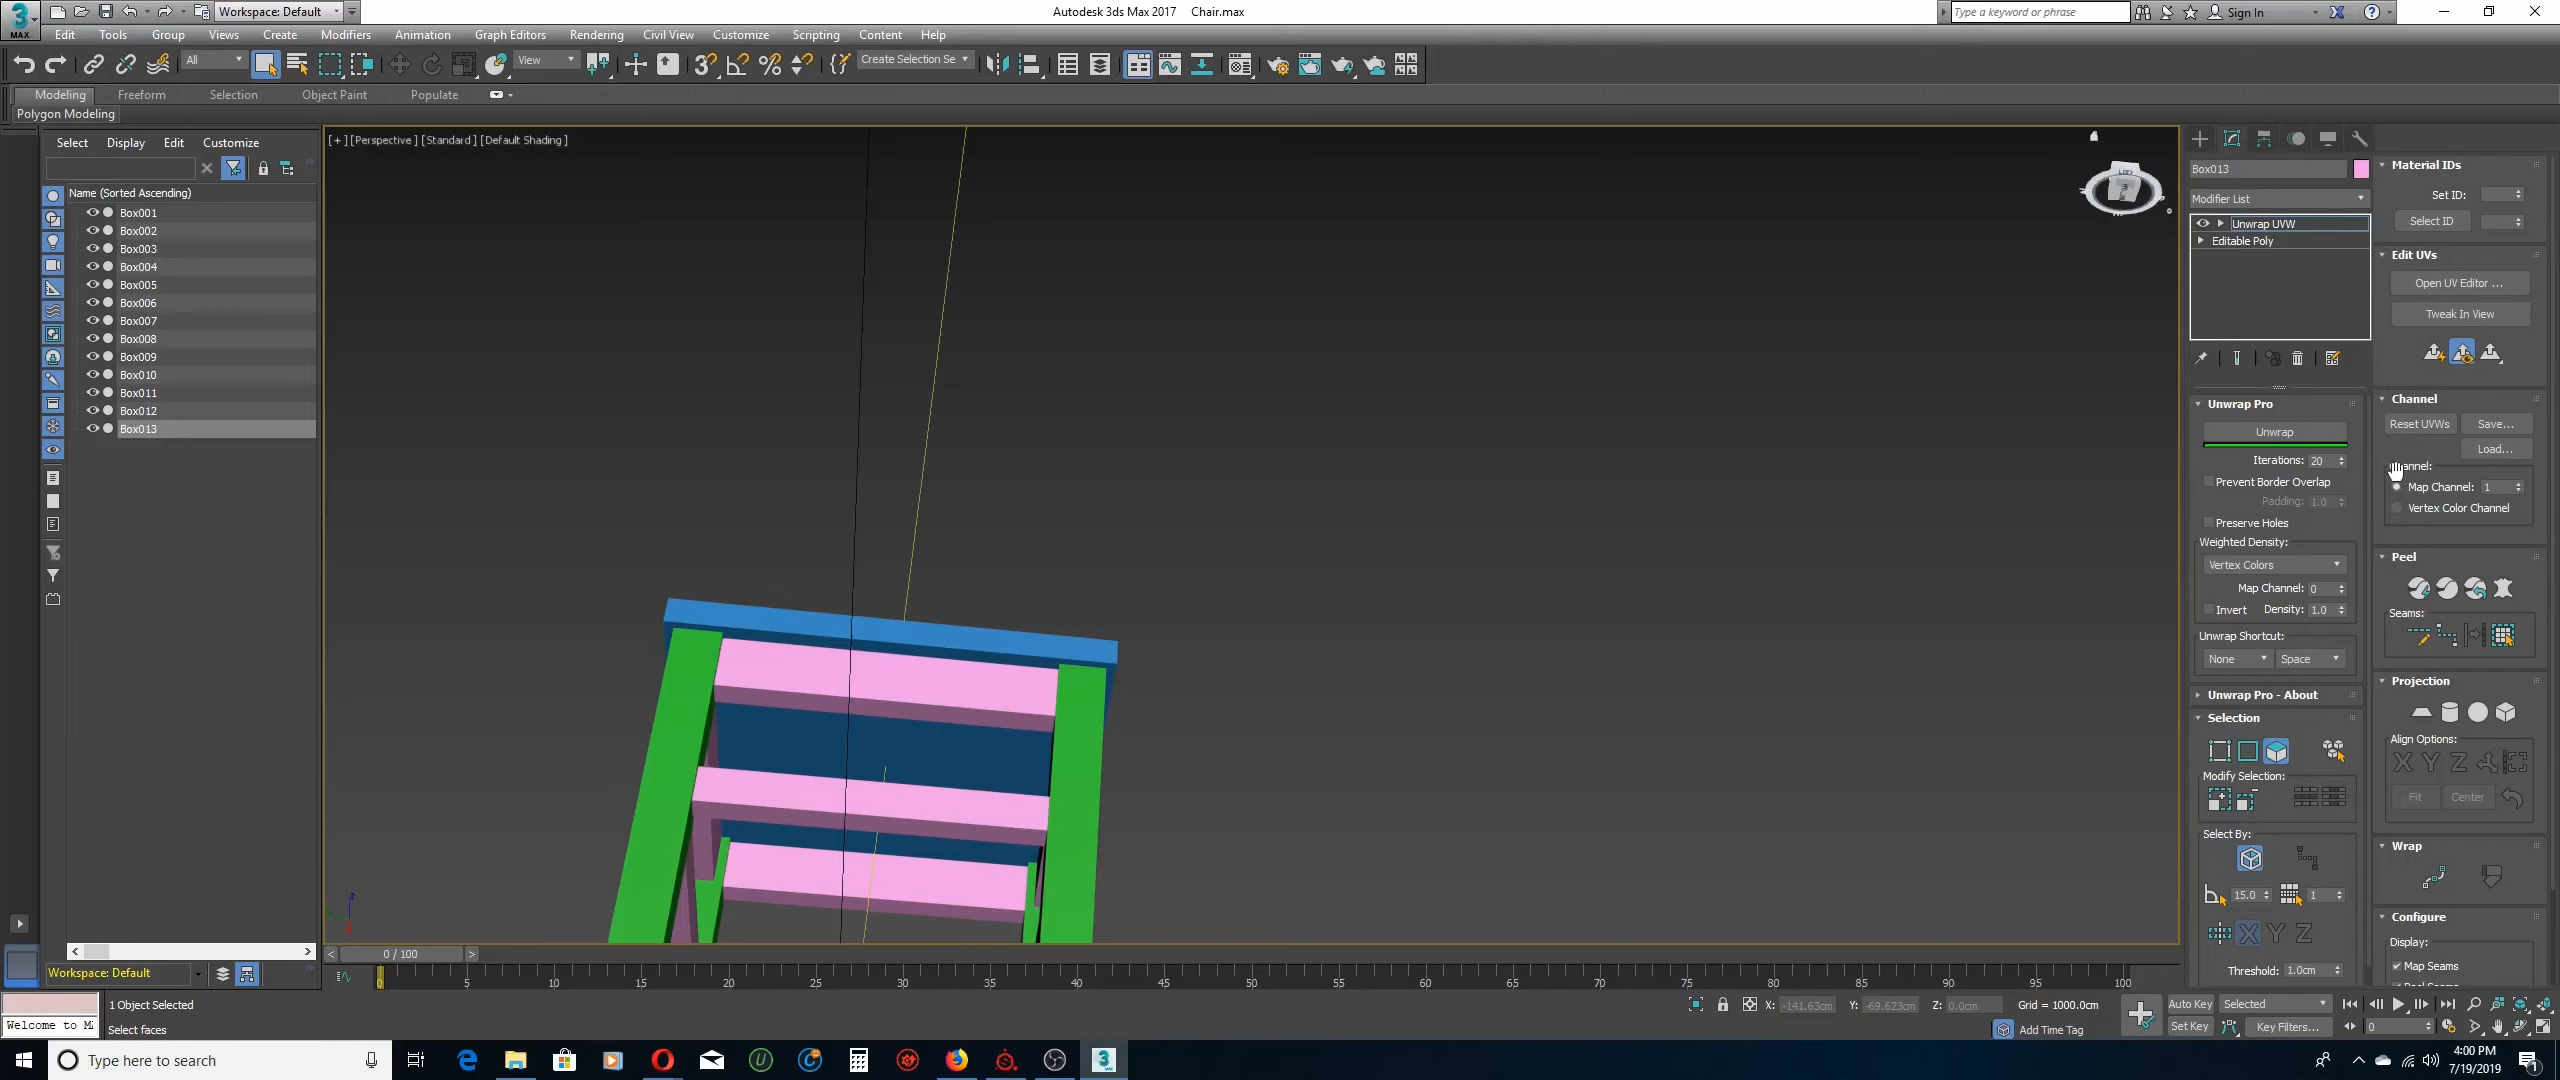 Workspace: Default
Autodesk 3ds Max 2017 Chair.max
Type a keyword or phrase
Sign In
MAX
Edit Tools Group Views Create Modifiers Animation Graph Editors Rendering Civil View Customize Scripting Content Help
All
View
Create Selection Se
Modeling Freeform Selection Object Paint Populate
Polygon Modeling
Select Display Edit Customize
Name (Sorted Ascending)
Box001
Box002
Box003
Box004
Box005
Box006
Box007
Box008
Box009
Box010
Box011
Box012
Box013
[+] [Perspective] [Standard] [Default Shading]
Box013
Modifier List
Unwrap UVW
Editable Poly
Unwrap Pro
Unwrap
Iterations: 20
Prevent Border Overlap
Padding: 1.0
Preserve Holes
Weighted Density:
Vertex Colors
Map Channel: 0
Invert Density: 1.0
Unwrap Shortcut:
None Space
Unwrap Pro - About
Selection
Modify Selection:
Select By:
15.0 1
X Y Z
Threshold: 1.0cm
Material IDs
Set ID:
Select ID
Edit UVs
Open UV Editor ...
Tweak In View
Channel
Reset UVWs Save...
Load...
Map Channel: 1
Vertex Color Channel
Peel
Seams:
Projection
Align Options:
X Y Z
Fit Center
Wrap
Configure
Display:
Map Seams
0 / 100
Workspace: Default
0 5 10 15 20 25 30 35 40 45 50 55 60 65 70 75 80 85 90 95 100
1 Object Selected
Welcome to M
Select faces
X: -141.63cm Y: -69.623cm Z: 0.0cm Grid = 1000.0cm
Add Time Tag
Auto Key Selected
Set Key Key Filters...
0
Type here to search
4:00 PM
7/19/2019